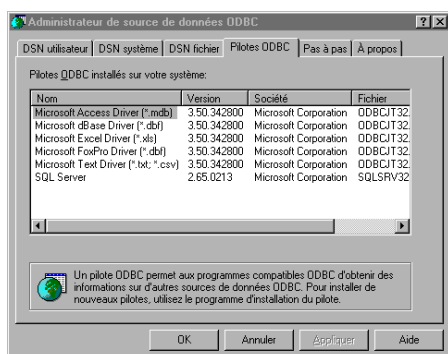 Administrateur de source de données ODBC
DSN utilisateur DSN système DSN fichier Pilotes ODBC Pas à pas À propos
Pilotes ODBC installés sur votre système:
Nom Version Société Fichier
Microsoft Access Driver (*.mdb) 3.50.342800 Microsoft Corporation ODBCJT32.
Microsoft dBase Driver (*.dbf) 3.50.342800 Microsoft Corporation ODBCJT32.
Microsoft Excel Driver (*.xls) 3.50.342800 Microsoft Corporation ODBCJT32.
Microsoft FoxPro Driver (*.dbf) 3.50.342800 Microsoft Corporation ODBCJT32.
Microsoft Text Driver (*.txt; *.csv) 3.50.342800 Microsoft Corporation ODBCJT32.
SQL Server 2.65.0213 Microsoft Corporation SQLSRV32
Un pilote ODBC permet aux programmes compatibles ODBC d'obtenir des
informations sur d'autres sources de données ODBC. Pour installer de
nouveaux pilotes, utilisez le programme d'installation du pilote.
OK Annuler Appliquer Aide